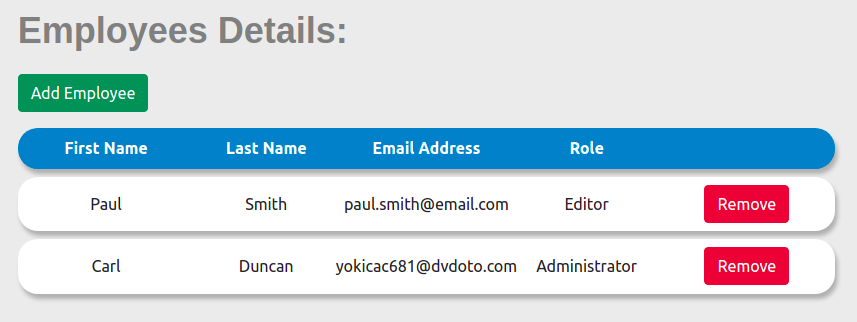 Employees Details:
Add Employee
First Name Last Name Email Address Role
Paul Smith paul.smith@email.com Editor Remove
Carl Duncan yokicac681@dvdoto.com Administrator Remove